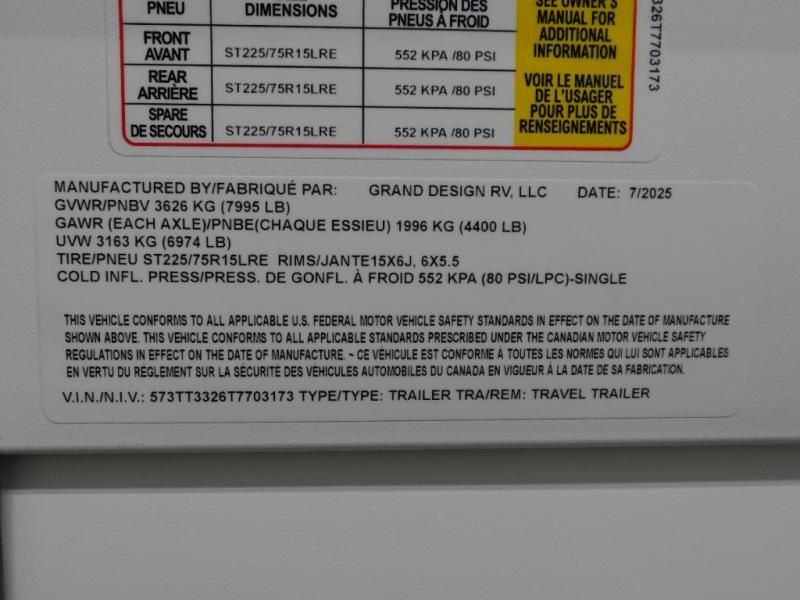 PNEU DIMENSIONS PRESSION DES PNEUS À FROID
SEE OWNER'S MANUAL FOR ADDITIONAL INFORMATION
FRONT AVANT ST225/75R15LRE 552 KPA /80 PSI
REAR ARRIÈRE ST225/75R15LRE 552 KPA /80 PSI
SPARE DE SECOURS ST225/75R15LRE 552 KPA /80 PSI
VOIR LE MANUEL DE L'USAGER POUR PLUS DE RENSEIGNEMENTS
326T7703173
MANUFACTURED BY/FABRIQUÉ PAR: GRAND DESIGN RV, LLC DATE: 7/2025
GVWR/PNBV 3626 KG (7995 LB)
GAWR (EACH AXLE)/PNBE(CHAQUE ESSIEU) 1996 KG (4400 LB)
UVW 3163 KG (6974 LB)
TIRE/PNEU ST225/75R15LRE RIMS/JANTE15X6J, 6X5.5
COLD INFL. PRESS/PRESS. DE GONFL. À FROID 552 KPA (80 PSI/LPC)-SINGLE
THIS VEHICLE CONFORMS TO ALL APPLICABLE U.S. FEDERAL MOTOR VEHICLE SAFETY STANDARDS IN EFFECT ON THE DATE OF MANUFACTURE
SHOWN ABOVE. THIS VEHICLE CONFORMS TO ALL APPLICABLE STANDARDS PRESCRIBED UNDER THE CANADIAN MOTOR VEHICLE SAFETY
REGULATIONS IN EFFECT ON THE DATE OF MANUFACTURE. ~ CE VÉHICULE EST CONFORME À TOUTES LES NORMES QUI LUI SONT APPLICABLES
EN VERTU DU RÈGLEMENT SUR LA SÉCURITÉ DES VÉHICULES AUTOMOBILES DU CANADA EN VIGUEUR À LA DATE DE SA FABRICATION.
V.I.N./N.I.V.: 573TT3326T7703173 TYPE/TYPE: TRAILER TRA/REM: TRAVEL TRAILER